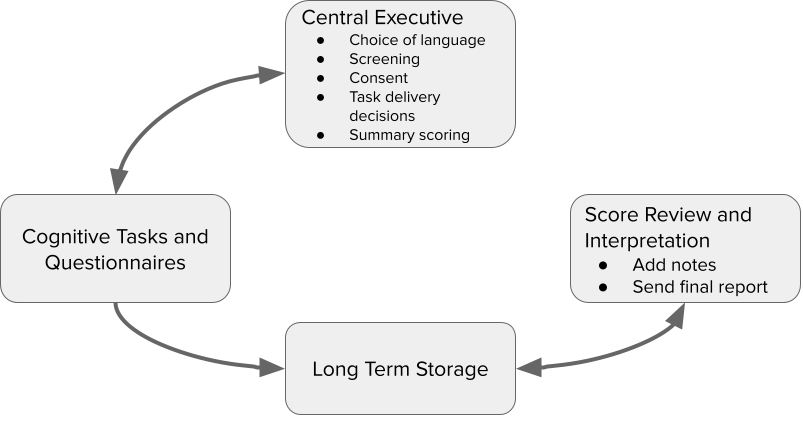 Central Executive
● Choice of language
● Screening
● Consent
● Task delivery
decisions
● Summary scoring
Cognitive Tasks and
Questionnaires
Score Review and
Interpretation
● Add notes
● Send final report
Long Term Storage